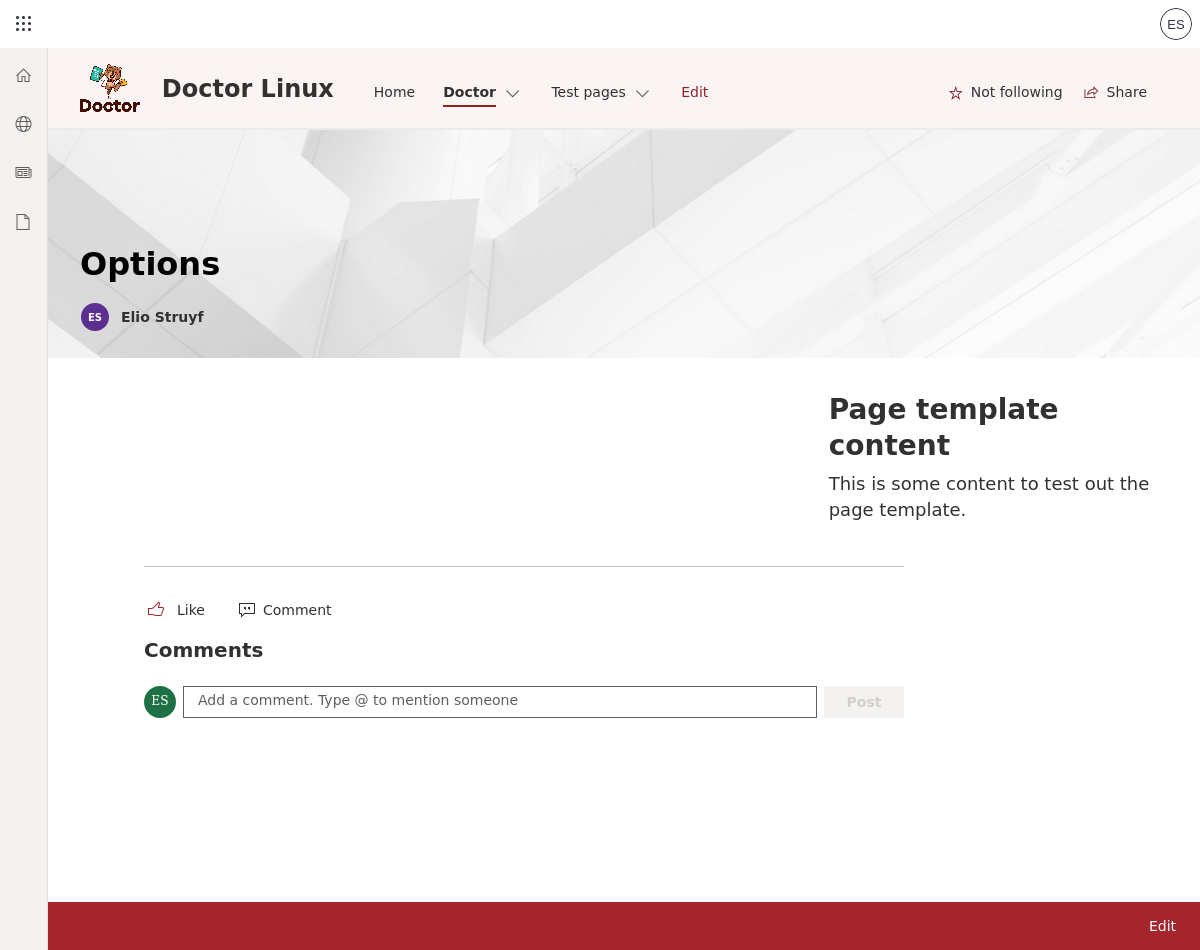 ES
Doctor
Doctor Linux
Home
Doctor
Test pages
Edit
Not following
Share
Options
ES
Elio Struyf
Page template
content
This is some content to test out the
page template.
Like
Comment
Comments
ES
Add a comment. Type @ to mention someone
Post
Edit